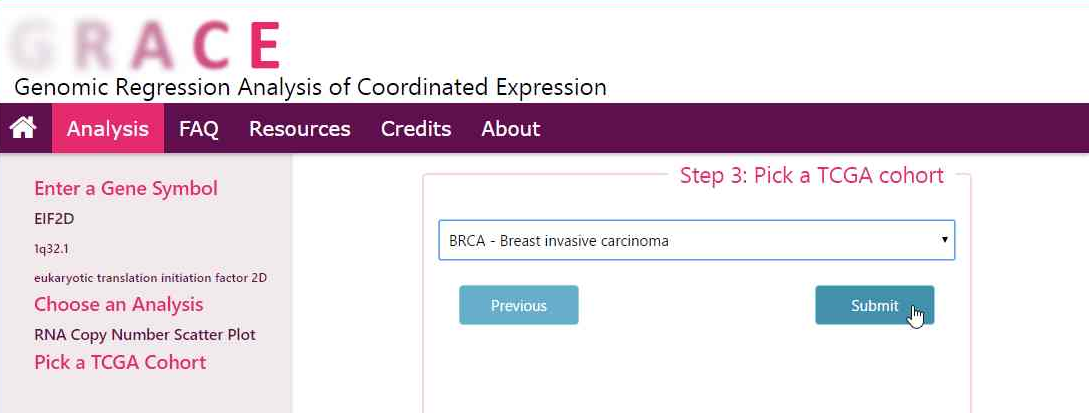 GRACE
Genomic Regression Analysis of Coordinated Expression
Analysis FAQ Resources Credits About
Enter a Gene Symbol
EIF2D
1q32.1
eukaryotic translation initiation factor 2D
Choose an Analysis
RNA Copy Number Scatter Plot
Pick a TCGA Cohort
Step 3: Pick a TCGA cohort
BRCA - Breast invasive carcinoma
Previous Submit